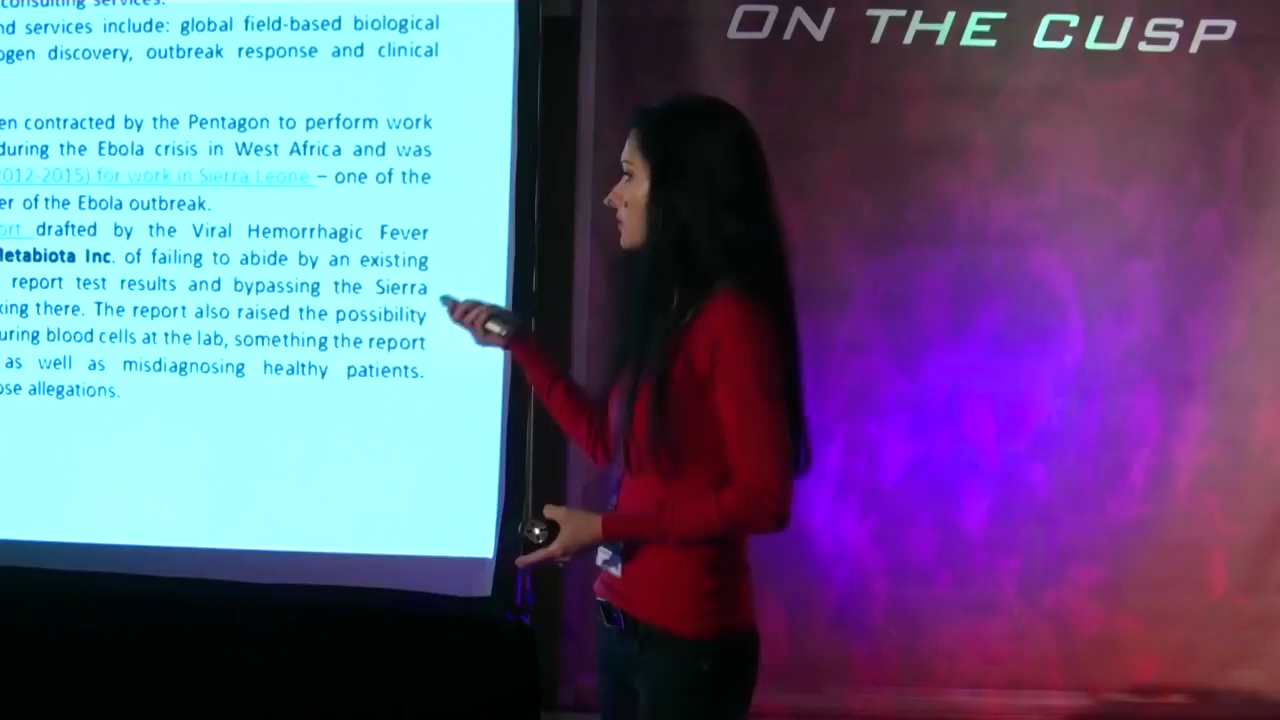 consulting services.
nd services include: global field-based biological
ogen discovery, outbreak response and clinical
en contracted by the Pentagon to perform work
during the Ebola crisis in West Africa and was
2012-2015) for work in Sierra Leone – one of the
er of the Ebola outbreak.
ort drafted by the Viral Hemorrhagic Fever
Metabiota Inc. of failing to abide by an existing
report test results and bypassing the Sierra
king there. The report also raised the possibility
uring blood cells at the lab, something the report
as well as misdiagnosing healthy patients.
ose allegations.
ON THE CUSP